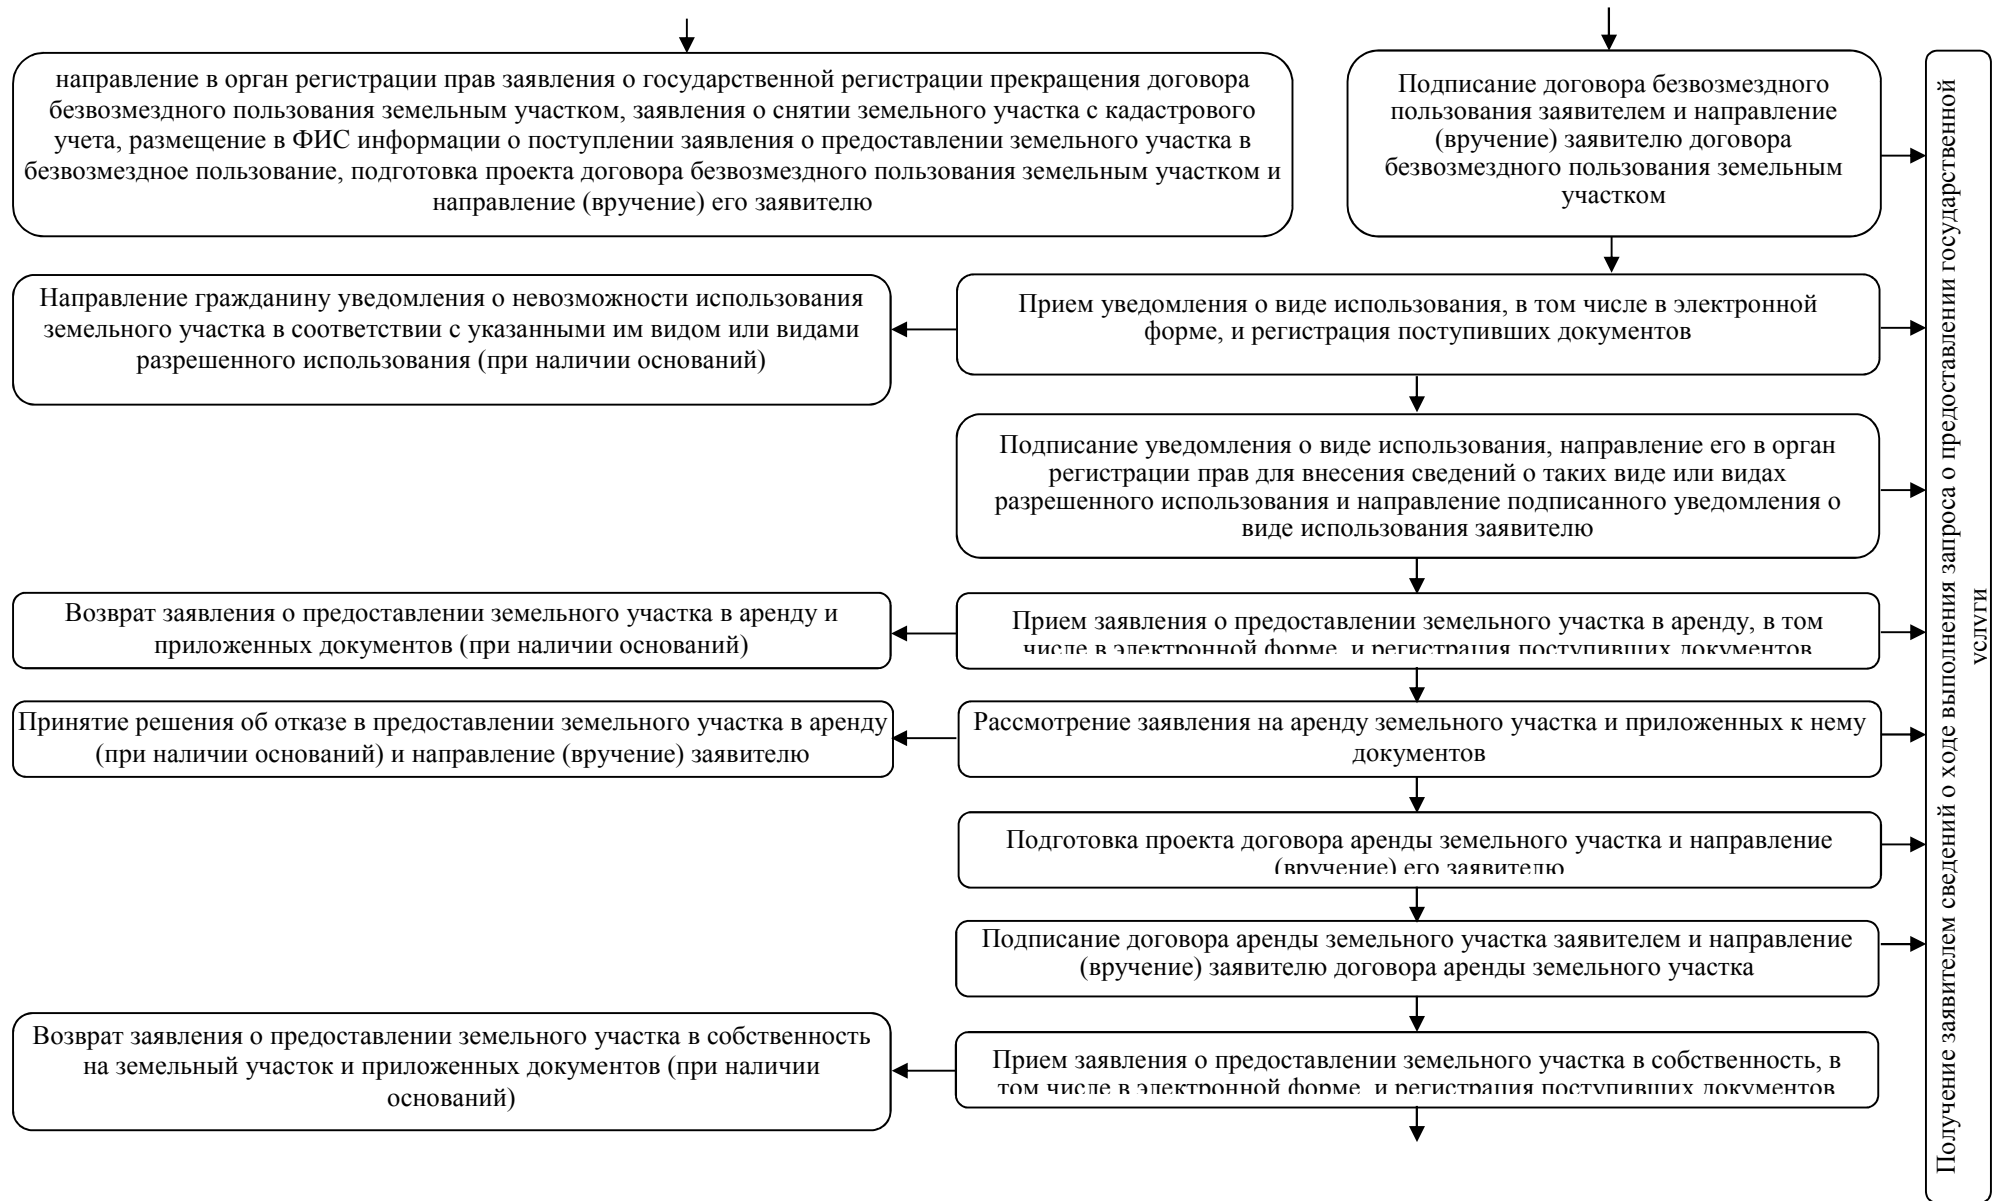 направление в орган регистрации прав заявления о государственной регистрации прекращения договора
безвозмездного пользования земельным участком, заявления о снятии земельного участка с кадастрового
учета, размещение в ФИС информации о поступлении заявления о предоставлении земельного участка в
безвозмездное пользование, подготовка проекта договора безвозмездного пользования земельным участком и
направление (вручение) его заявителю
Подписание договора безвозмездного
пользования заявителем и направление
(вручение) заявителю договора
безвозмездного пользования земельным
участком
Направление гражданину уведомления о невозможности использования
земельного участка в соответствии с указанными им видом или видами
разрешенного использования (при наличии оснований)
Прием уведомления о виде использования, в том числе в электронной
форме, и регистрация поступивших документов
Подписание уведомления о виде использования, направление его в орган
регистрации прав для внесения сведений о таких виде или видах
разрешенного использования и направление подписанного уведомления о
виде использования заявителю
Возврат заявления о предоставлении земельного участка в аренду и
приложенных документов (при наличии оснований)
Прием заявления о предоставлении земельного участка в аренду, в том
числе в электронной форме, и регистрация поступивших документов
Принятие решения об отказе в предоставлении земельного участка в аренду
(при наличии оснований) и направление (вручение) заявителю
Рассмотрение заявления на аренду земельного участка и приложенных к нему
документов
Подготовка проекта договора аренды земельного участка и направление
(вручение) его заявителю
Подписание договора аренды земельного участка заявителем и направление
(вручение) заявителю договора аренды земельного участка
Возврат заявления о предоставлении земельного участка в собственность
на земельный участок и приложенных документов (при наличии
оснований)
Прием заявления о предоставлении земельного участка в собственность, в
том числе в электронной форме, и регистрация поступивших документов
Получение заявителем сведений о ходе выполнения запроса о предоставлении государственной
услуги